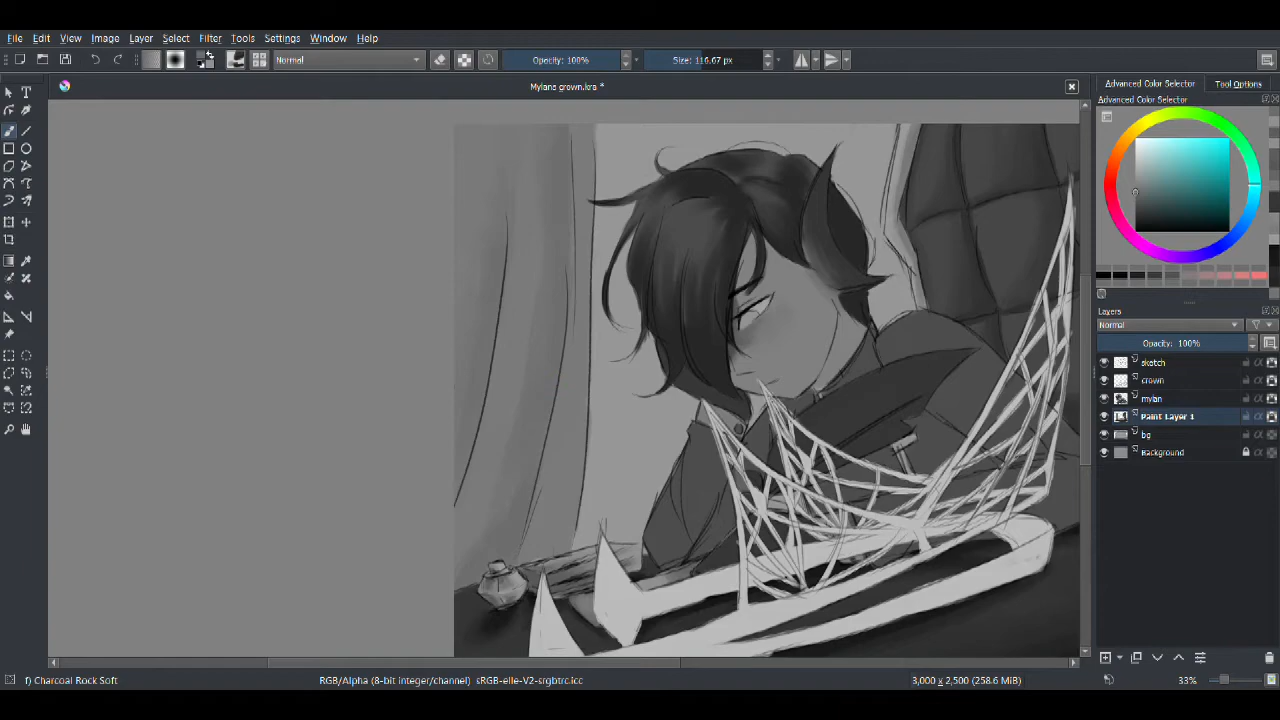 File Edit View Image Layer Select Filter Tools Settings Window Help
Normal Opacity: 100% Size: 116.67 px
Mylans grown.kra *
Advanced Color Selector Tool Options
Advanced Color Selector
Layers
Normal
Opacity: 100%
sketch
crown
mylan
Paint Layer 1
bg
Background
f) Charcoal Rock Soft RGB/Alpha (8-bit integer/channel) sRGB-elle-V2-srgbtrc.icc 3,000 x 2,500 (258.6 MiB) 33%